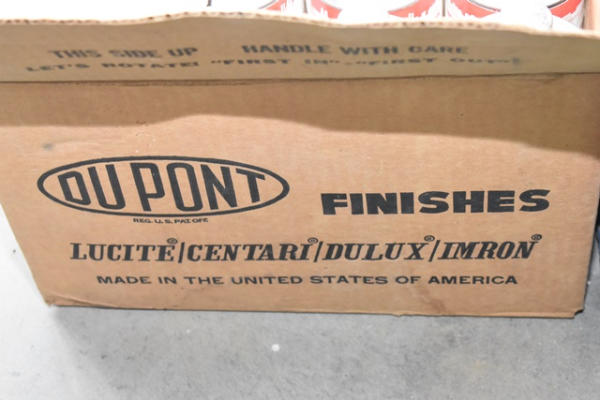 THIS SIDE UP HANDLE WITH CARE
LET'S ROTATE! "FIRST IN"-"FIRST OUT"
DU PONT
REG. U.S. PAT. OFF.
FINISHES
LUCITE®/CENTARI®/DULUX®/IMRON®
MADE IN THE UNITED STATES OF AMERICA